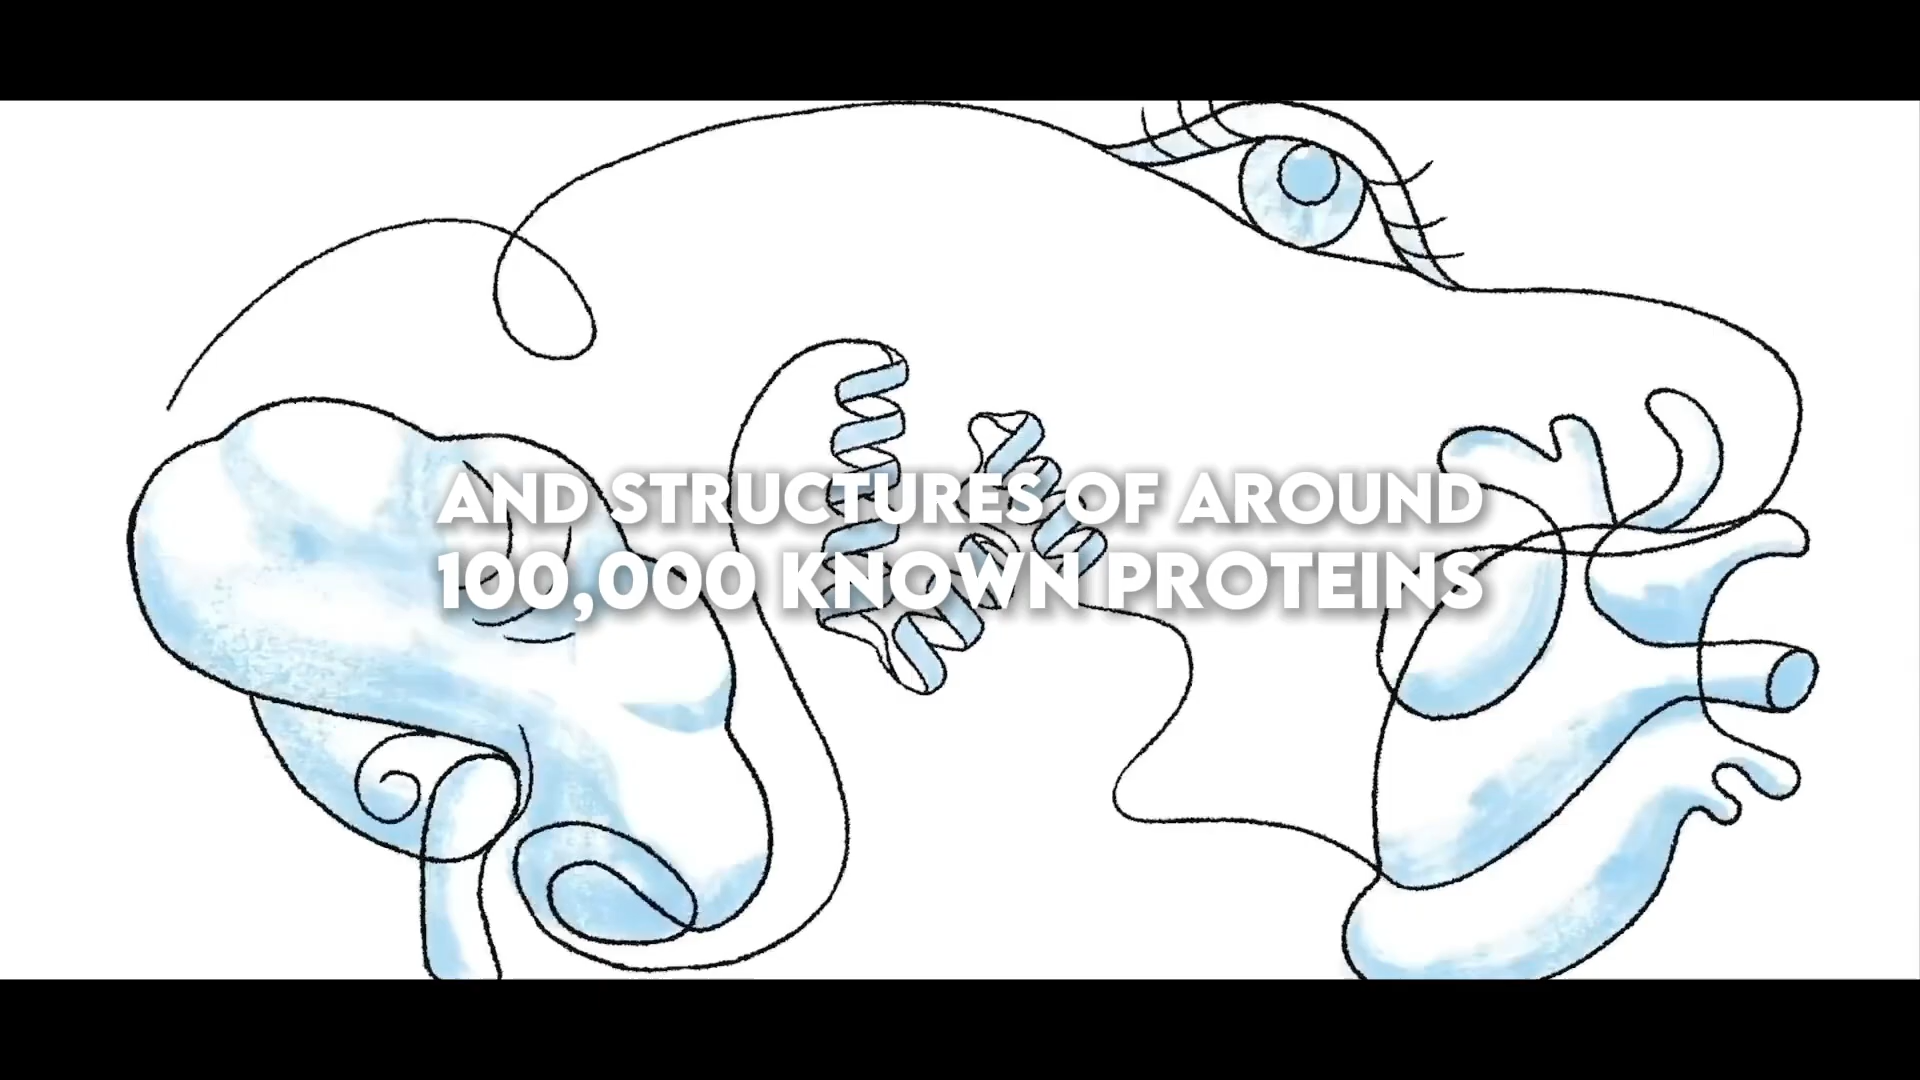 AND STRUCTURES OF AROUND
100,000 KNOWN PROTEINS